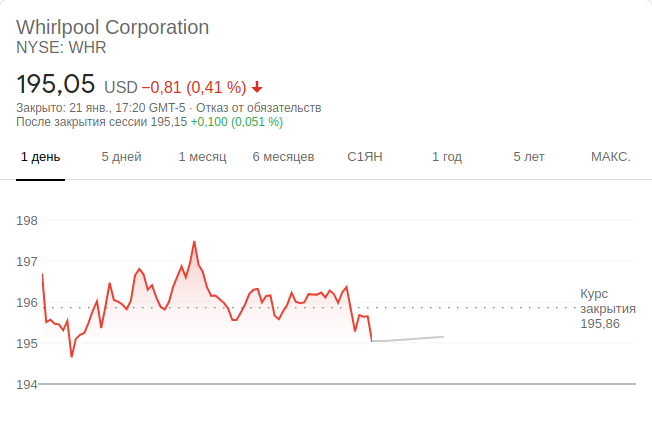 Whirlpool Corporation
NYSE: WHR
195,05 USD −0,81 (0,41 %)
Закрыто: 21 янв., 17:20 GMT-5 · Отказ от обязательств
После закрытия сессии 195,15 +0,100 (0,051 %)
1 день 5 дней 1 месяц 6 месяцев С1ЯН 1 год 5 лет МАКС.
198
197
196
195
194
Курс
закрытия
195,86